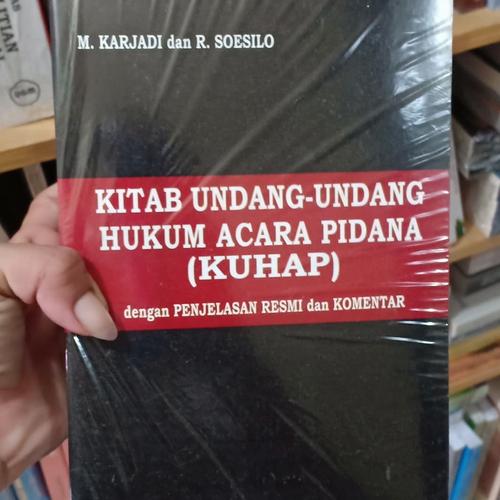 M. KARJADI dan R. SOESILO
KITAB UNDANG-UNDANG
HUKUM ACARA PIDANA
(KUHAP)
dengan PENJELASAN RESMI dan KOMENTAR